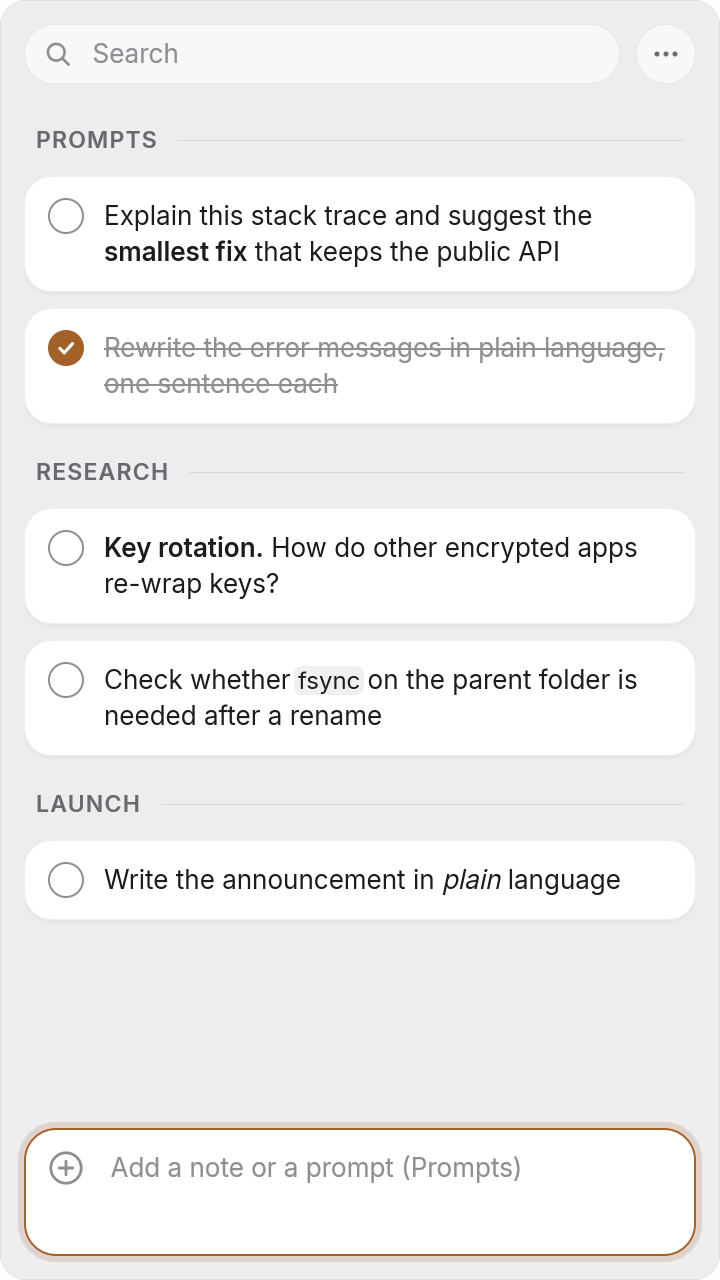 Search
PROMPTS
Explain this stack trace and suggest the
smallest fix that keeps the public API
Rewrite the error messages in plain language,
one sentence each
RESEARCH
Key rotation. How do other encrypted apps
re-wrap keys?
Check whether fsync on the parent folder is
needed after a rename
LAUNCH
Write the announcement in plain language
Add a note or a prompt (Prompts)